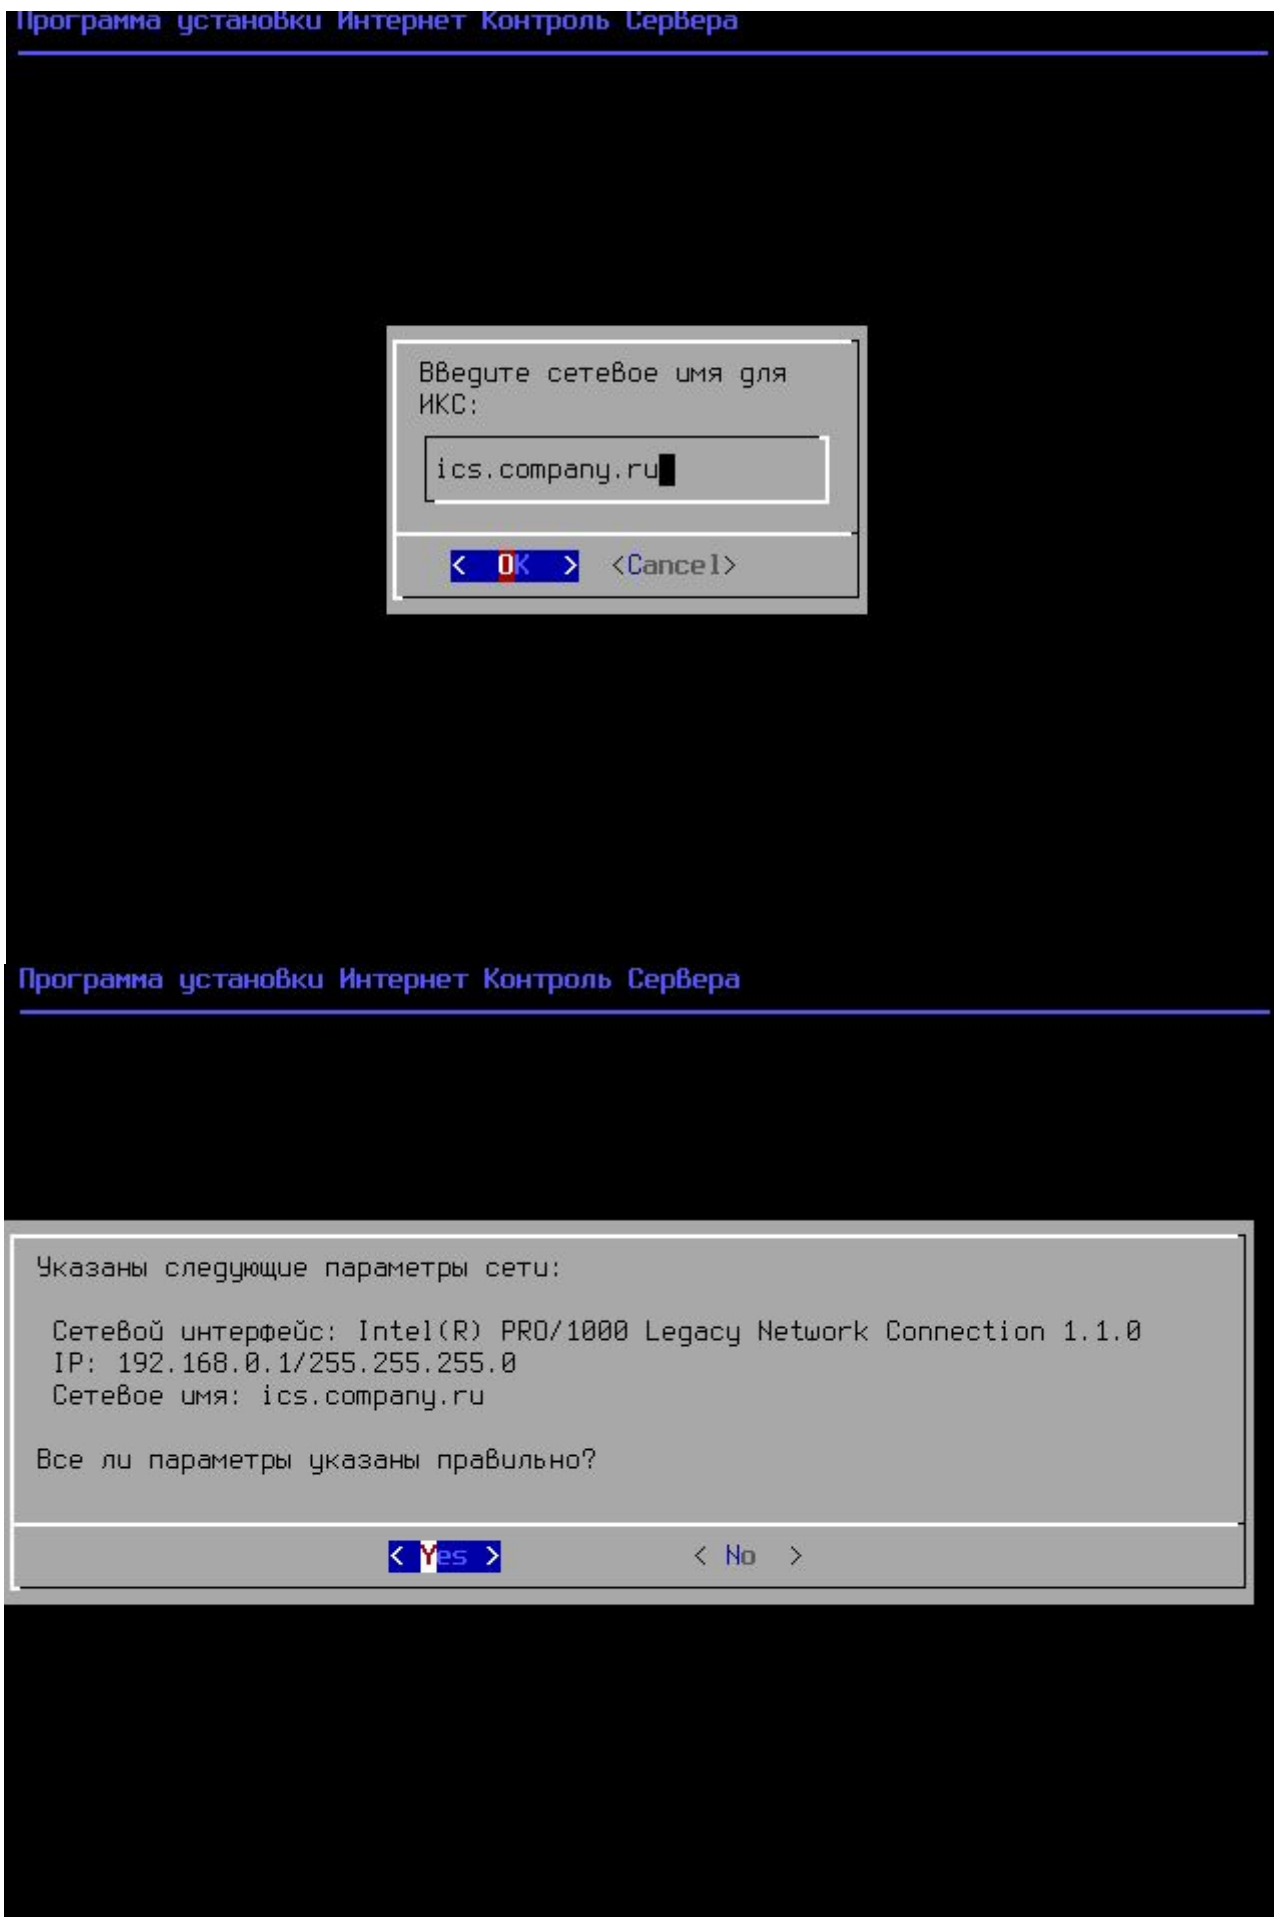 Программа установки Интернет Контроль Сервера
Введите сетевое имя для
ИКС:
ics.company.ru
< OK > <Cancel>
Программа установки Интернет Контроль Сервера
Указаны следующие параметры сети:
Сетевой интерфейс: Intel(R) PRO/1000 Legacy Network Connection 1.1.0
IP: 192.168.0.1/255.255.255.0
Сетевое имя: ics.company.ru
Все ли параметры указаны правильно?
< Yes > < No >